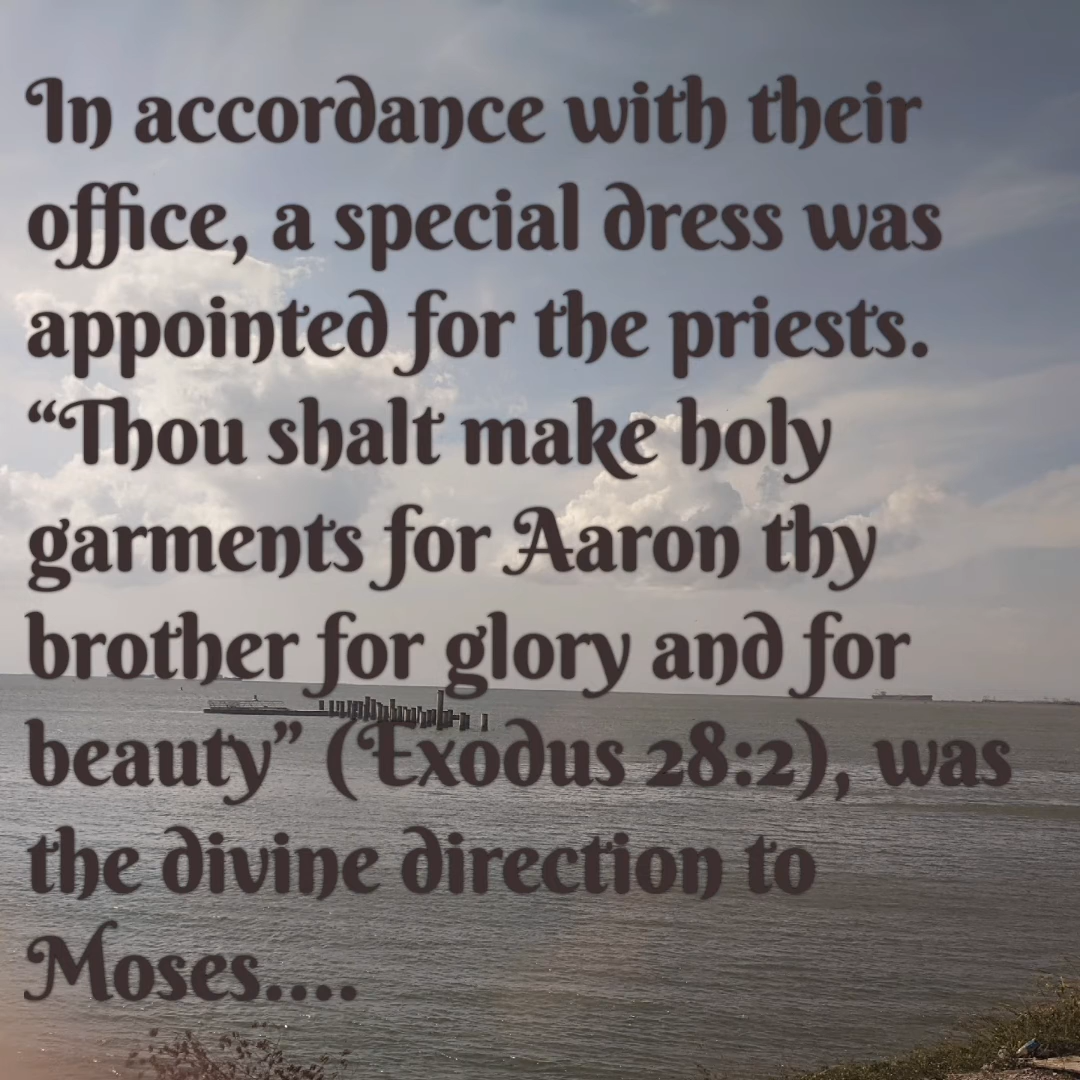 In accordance with their
office, a special dress was
appointed for the priests.
“Thou shalt make holy
garments for Aaron thy
brother for glory and for
beauty” (Exodus 28:2), was
the divine direction to
Moses....